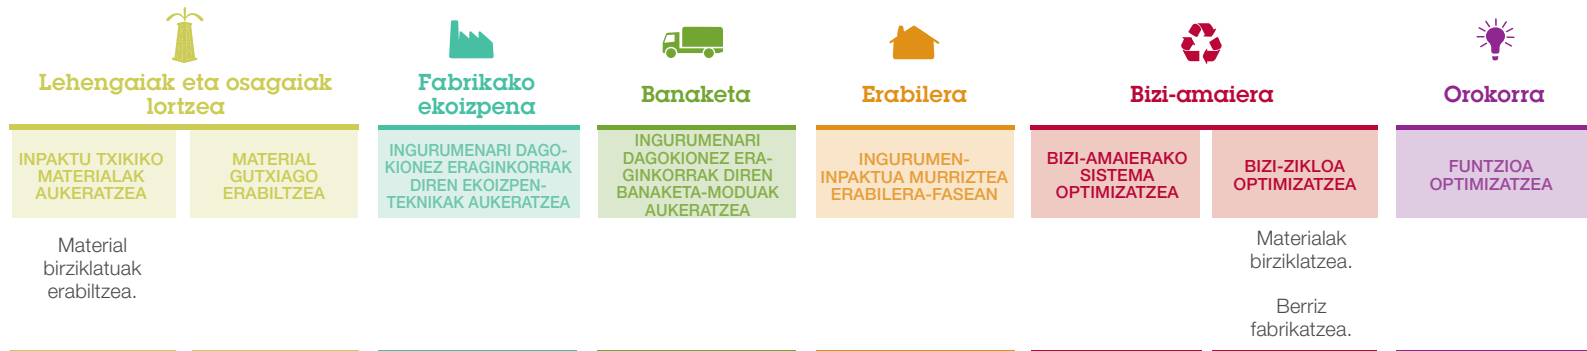 Lehengaiak eta osagaiak
lortzea
Fabrikako
ekoizpena
Banaketa
Erabilera
Bizi-amaiera
Orokorra
INPAKTU TXIKIKO
MATERIALAK
AUKERATZEA
MATERIAL
GUTXIAGO
ERABILTZEA
INGURUMENARI DAGO-
KIONEZ ERAGINKORRAK
DIREN EKOIZPEN-
TEKNIKAK AUKERATZEA
INGURUMENARI
DAGOKIONEZ ERA-
GINKORRAK DIREN
BANAKETA-MODUAK
AUKERATZEA
INGURUMEN-
INPAKTUA MURRIZTEA
ERABILERA-FASEAN
BIZI-AMAIERAKO
SISTEMA
OPTIMIZATZEA
BIZI-ZIKLOA
OPTIMIZATZEA
FUNTZIOA
OPTIMIZATZEA
Material
birziklatuak
erabiltzea.
Materialak
birziklatzea.
Berriz
fabrikatzea.